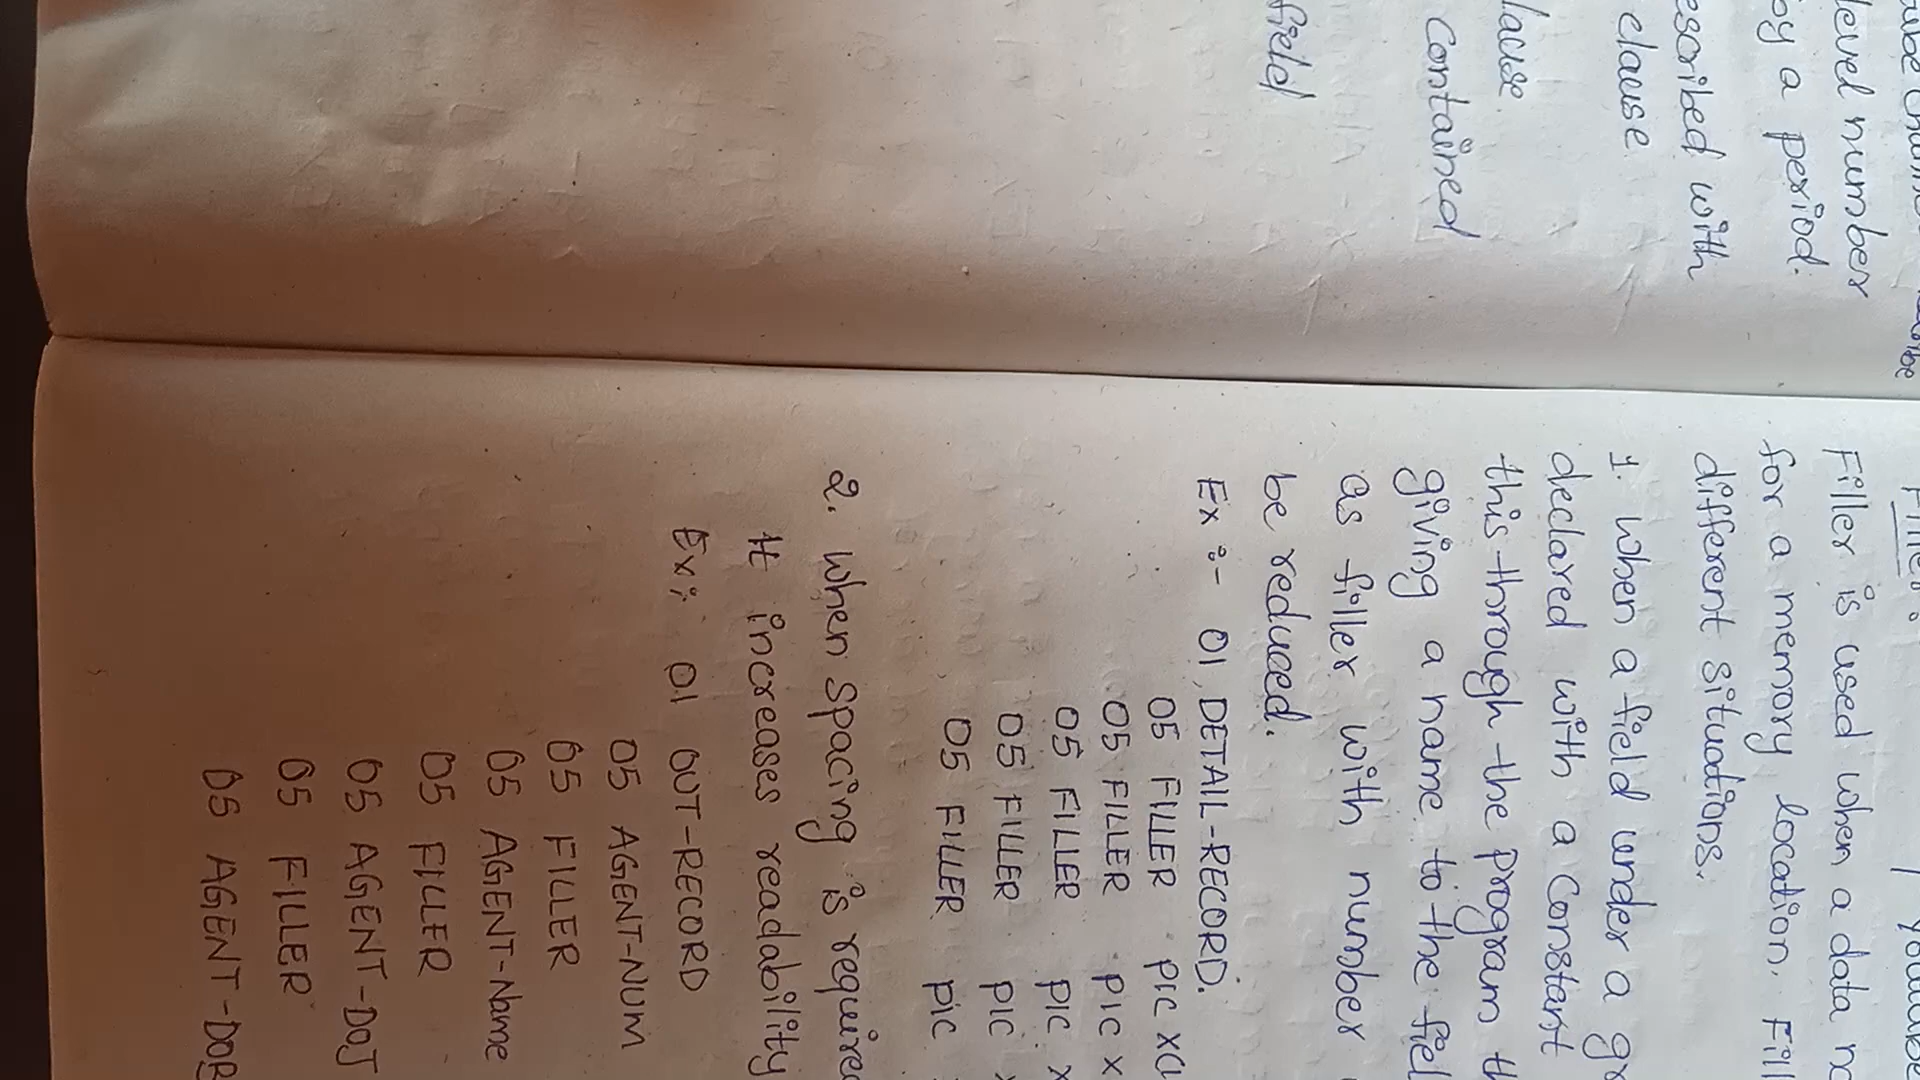 level numbers
by a period.
escribed with
clause
lause.
contained
field
Filler:
Filler is used when a data
for a memory location. Fill
different situations.
1. When a field under a
declared with a constant
this through the program
giving a name to the fiel
as filler with number
be reduced.
Ex :- 01 DETAIL-RECORD.
05 FILLER PIC X(
05 FILLER PIC X
05 FILLER PIC X
05 FILLER PIC
05 FILLER PIC
2. When Spacing is require
It increases readability
Ex: 01 OUT-RECORD
05 AGENT-NUM
05 FILLER
05 AGENT-Name
05 FILLER
05 AGENT-DOJ
05 FILLER
05 AGENT-DOB